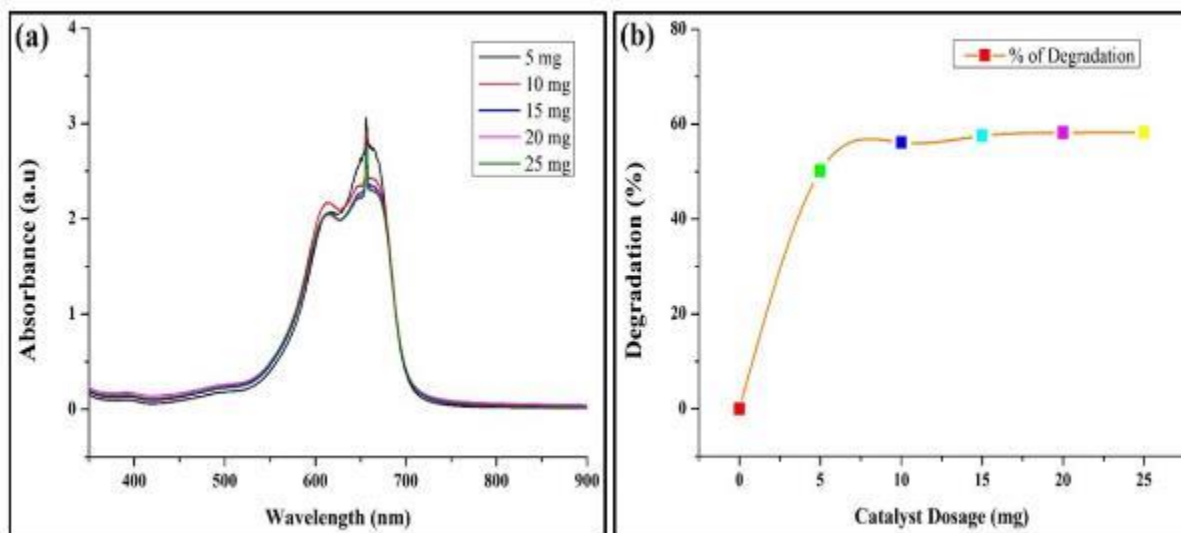 (a)
4
3
2
1
0
Absorbance (a.u)
5 mg
10 mg
15 mg
20 mg
25 mg
400 500 600 700 800 900
Wavelength (nm)
(b)
80
60
40
20
0
Degradation (%)
% of Degradation
0 5 10 15 20 25
Catalyst Dosage (mg)